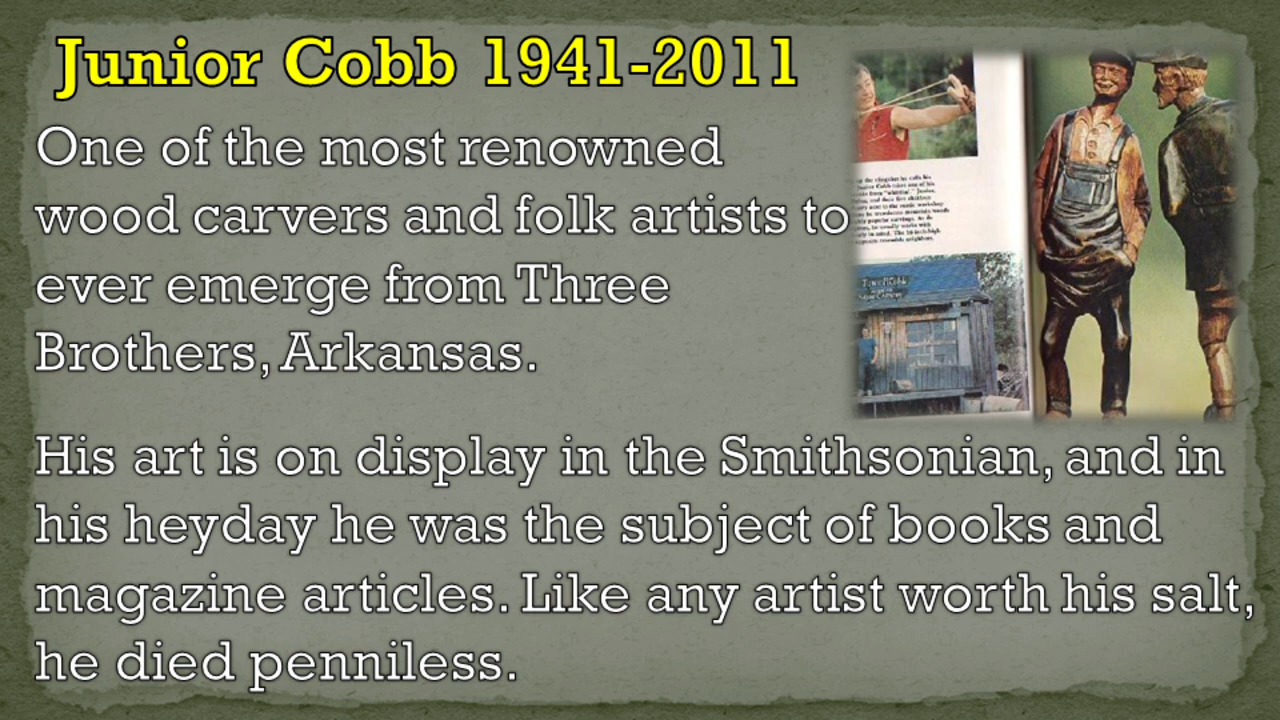 Junior Cobb 1941-2011
One of the most renowned
wood carvers and folk artists to
ever emerge from Three
Brothers, Arkansas.
His art is on display in the Smithsonian, and in
his heyday he was the subject of books and
magazine articles. Like any artist worth his salt,
he died penniless.